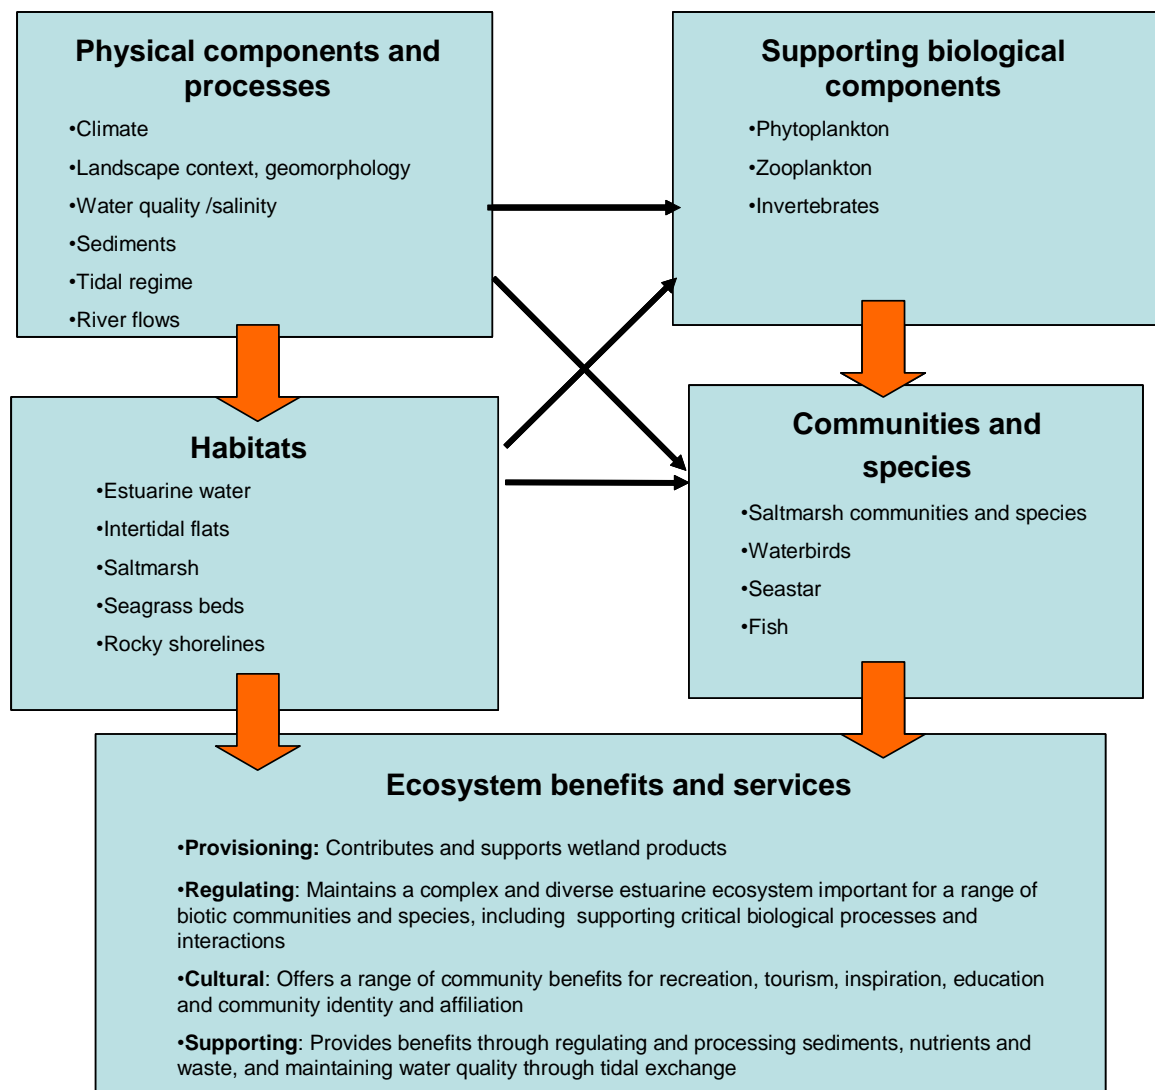 Physical components and
processes
•Climate
•Landscape context, geomorphology
•Water quality /salinity
•Sediments
•Tidal regime
•River flows
Supporting biological
components
•Phytoplankton
•Zooplankton
•Invertebrates
Habitats
•Estuarine water
•Intertidal flats
•Saltmarsh
•Seagrass beds
•Rocky shorelines
Communities and
species
•Saltmarsh communities and species
•Waterbirds
•Seastar
•Fish
Ecosystem benefits and services
•Provisioning: Contributes and supports wetland products
•Regulating: Maintains a complex and diverse estuarine ecosystem important for a range of
biotic communities and species, including  supporting critical biological processes and
interactions
•Cultural: Offers a range of community benefits for recreation, tourism, inspiration, education
and community identity and affiliation
•Supporting: Provides benefits through regulating and processing sediments, nutrients and
waste, and maintaining water quality through tidal exchange